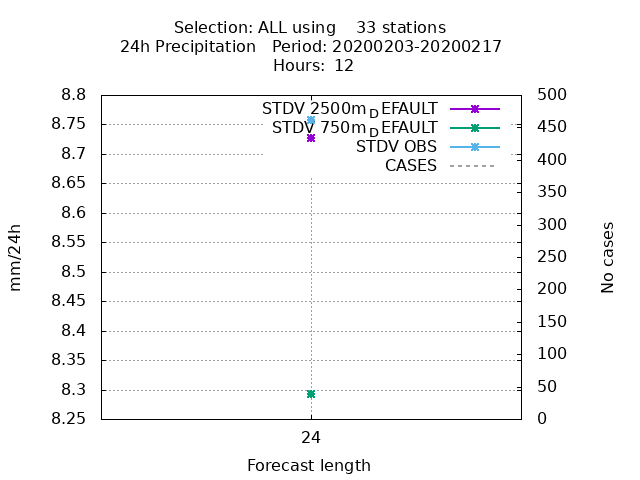 Selection: ALL using    33 stations
24h Precipitation   Period: 20200203-20200217
Hours: 12
STDV 2500m_DEFAULT
STDV 750m_DEFAULT
STDV OBS
CASES
8.8
8.75
8.7
8.65
8.6
8.55
8.5
8.45
8.4
8.35
8.3
8.25
mm/24h
500
450
400
350
300
250
200
150
100
50
0
No cases
24
Forecast length